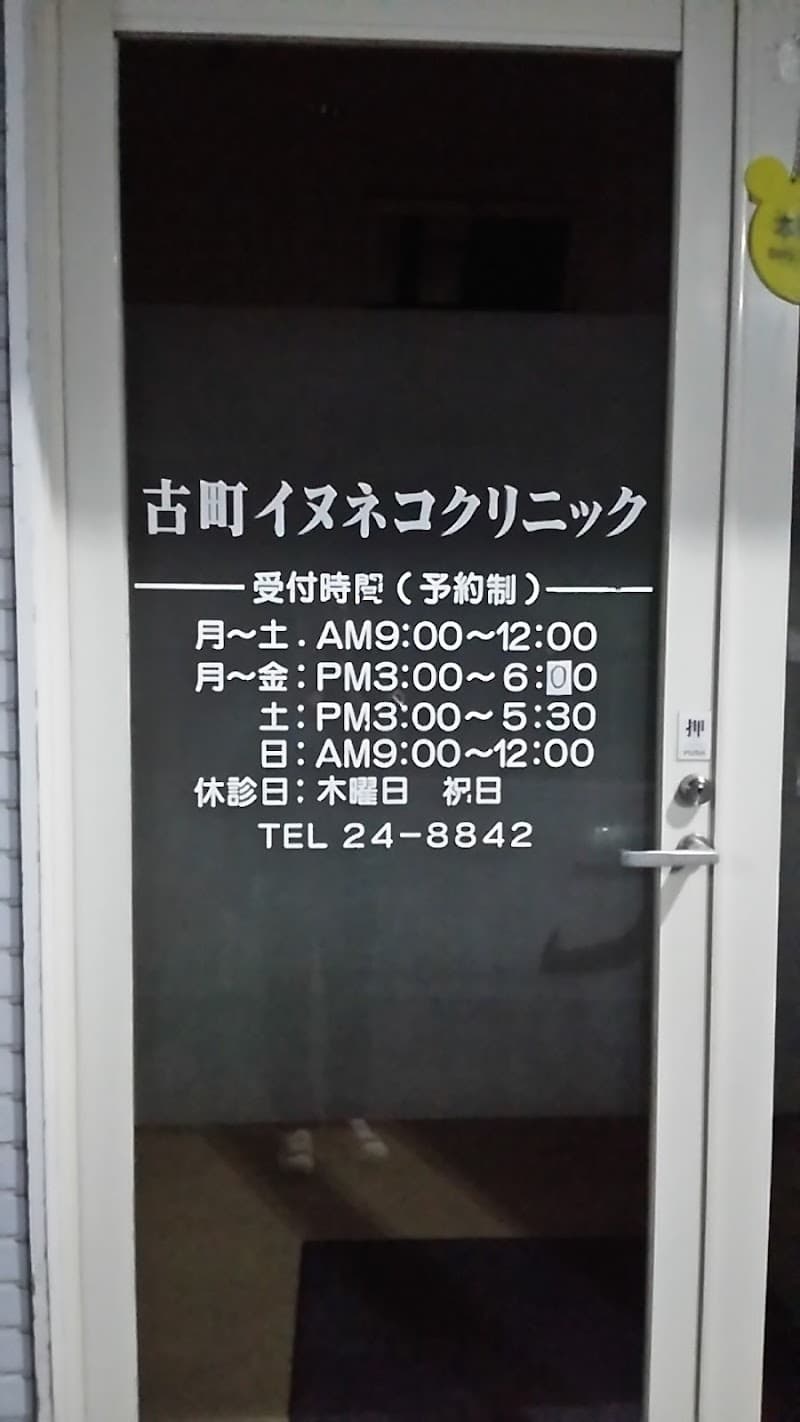 古町イヌネコクリニック
受付時間(予約制)
月〜土:AM9:00〜12:00
月〜金:PM3:00〜6:00
土:PM3:00〜5:30
日:AM9:00〜12:00
休診日:木曜日 祝日
TEL 24-8842
押